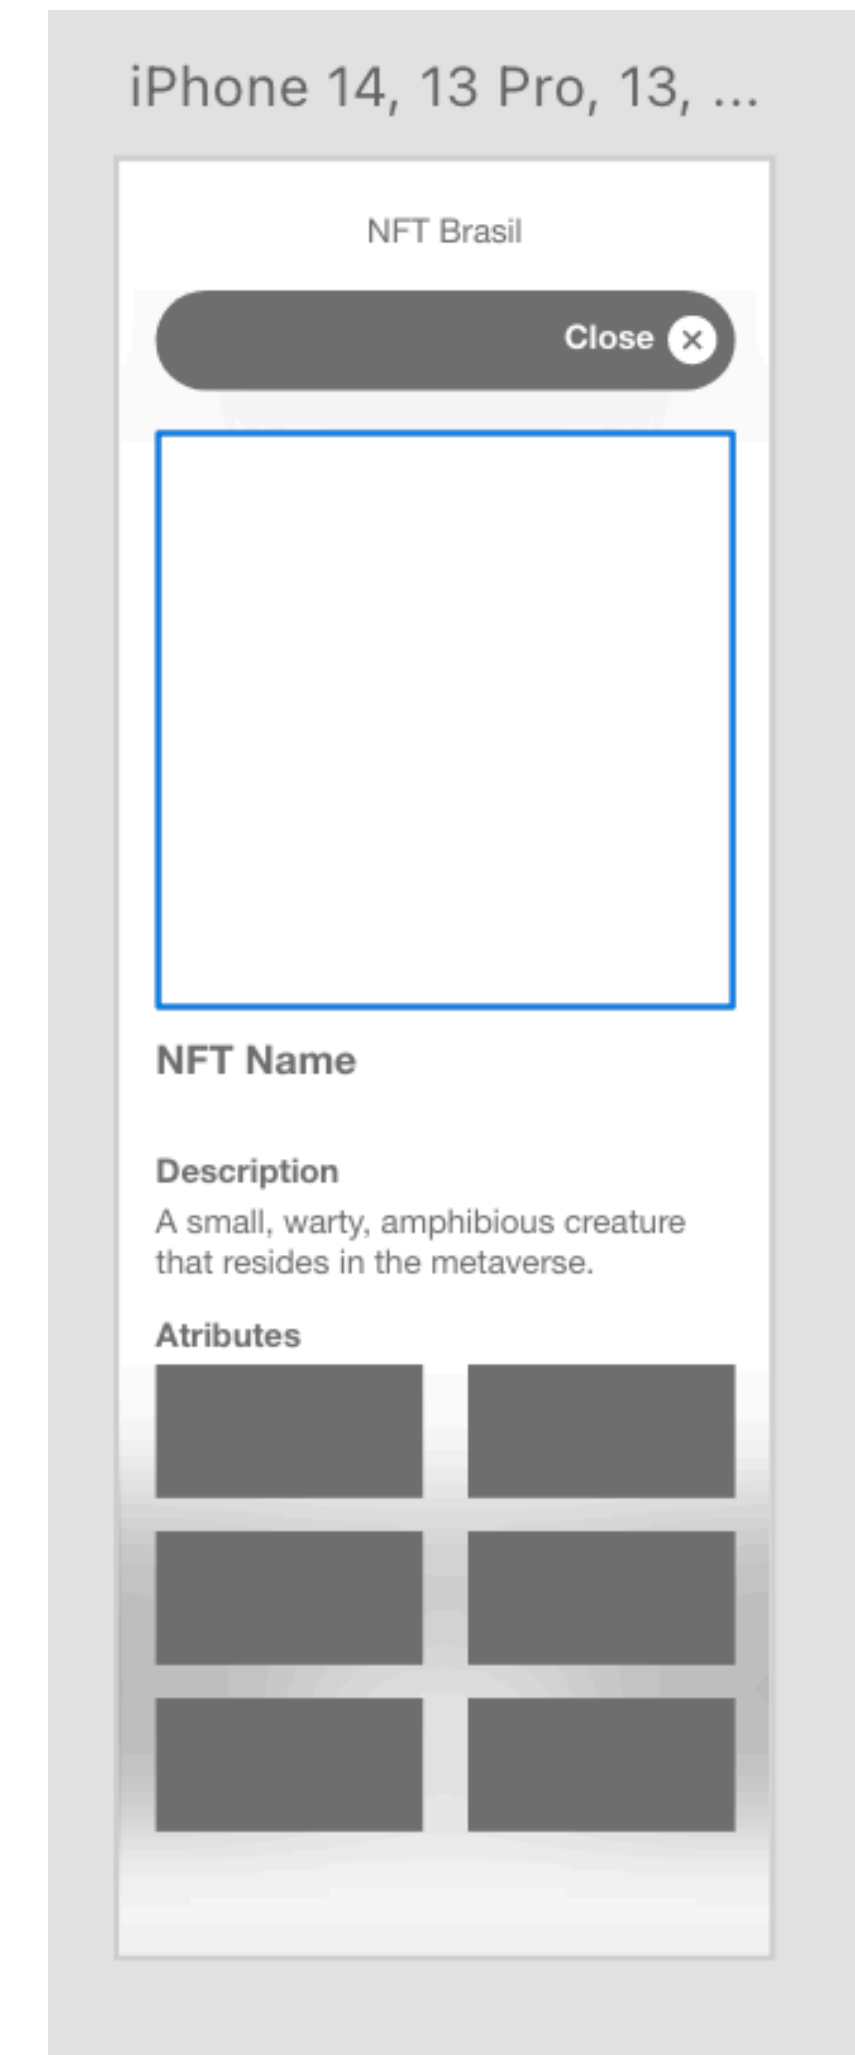 iPhone 14, 13 Pro, 13, ...
NFT Brasil
Close
NFT Name
Description
A small, warty, amphibious creature
that resides in the metaverse.
Atributes